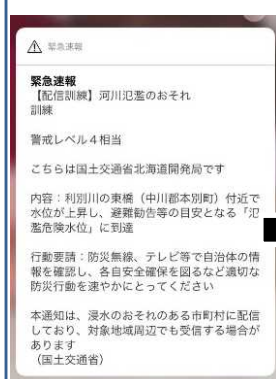 緊急速報
緊急速報
【配信訓練】河川氾濫のおそれ
訓練
警戒レベル4相当
こちらは国土交通省北海道開発局です
内容:利別川の東橋（中川郡本別町）付近で
水位が上昇し、避難勧告等の目安となる「氾
濫危険水位」に到達
行動要請：防災無線、テレビ等で自治体の情
報を確認し、各自安全確保を図るなど適切な
防災行動を速やかにとってください
本通知は、浸水のおそれのある市町村に配信
しており、対象地域周辺でも受信する場合が
あります
（国土交通省）